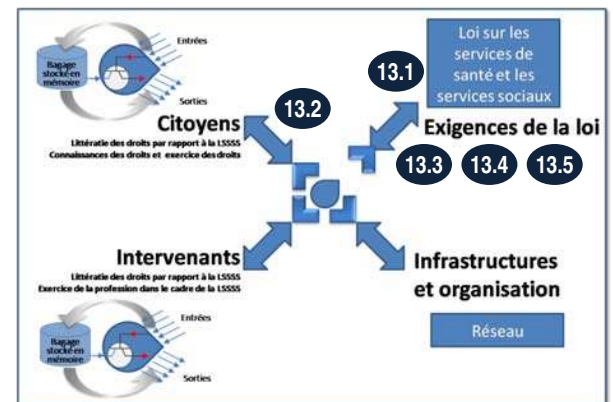 Entrées
Bagage
stocké en
mémoire
Sorties
Citoyens
Littératie des droits par rapport à la LSSSS
Connaissances des droits et exercice des droits
13.2
13.1
Loi sur les
services de
santé et les
services sociaux
Exigences de la loi
13.3
13.4
13.5
Intervenants
Littératie des droits par rapport à la LSSSS
Exercice de la profession dans le cadre de la LSSSS
Entrées
Bagage
stocké en
mémoire
Sorties
Infrastructures
et organisation
Réseau